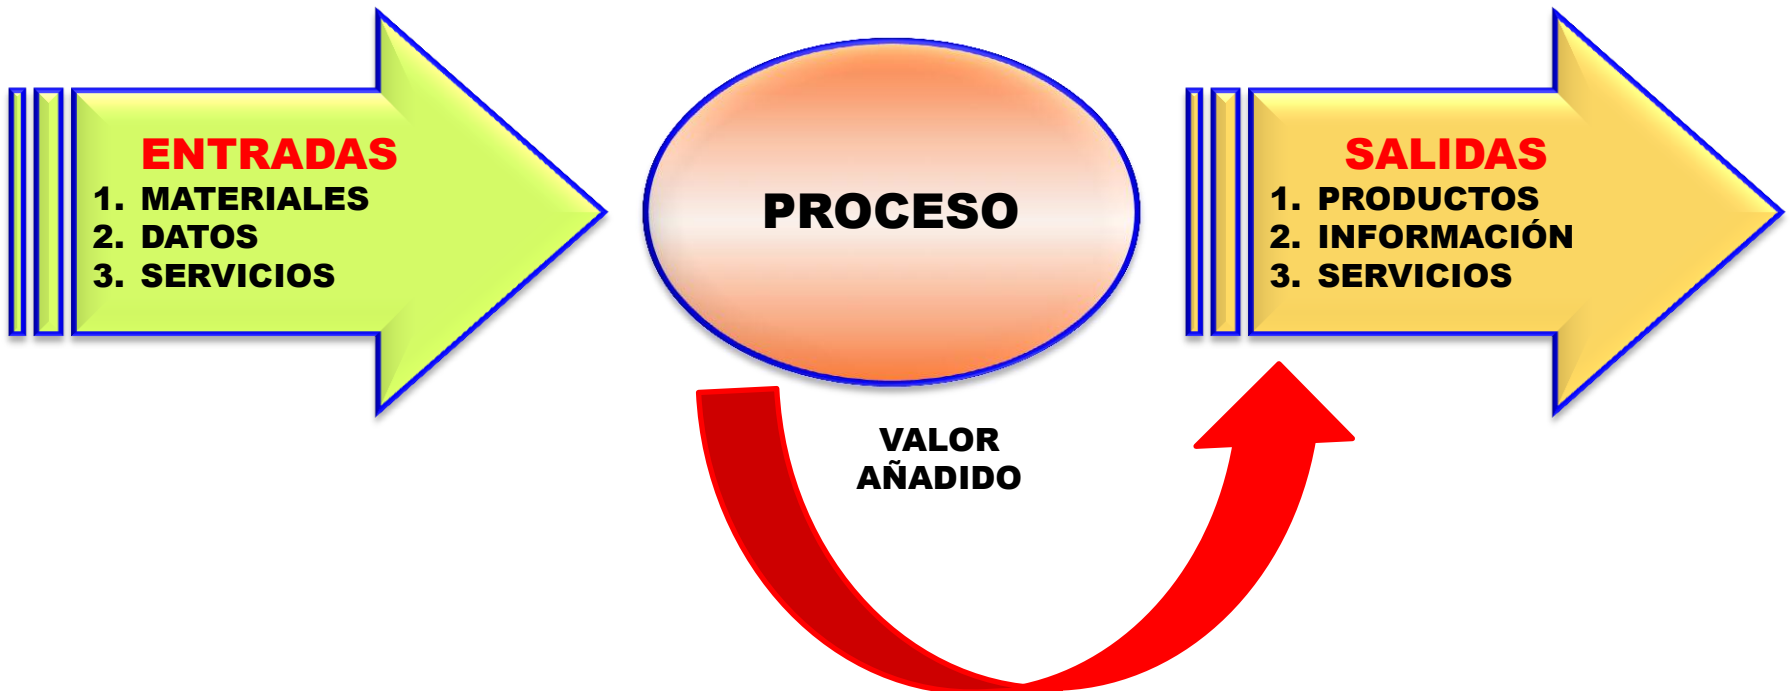 ENTRADAS
1. MATERIALES
2. DATOS
3. SERVICIOS
PROCESO
SALIDAS
1. PRODUCTOS
2. INFORMACIÓN
3. SERVICIOS
VALOR
AÑADIDO